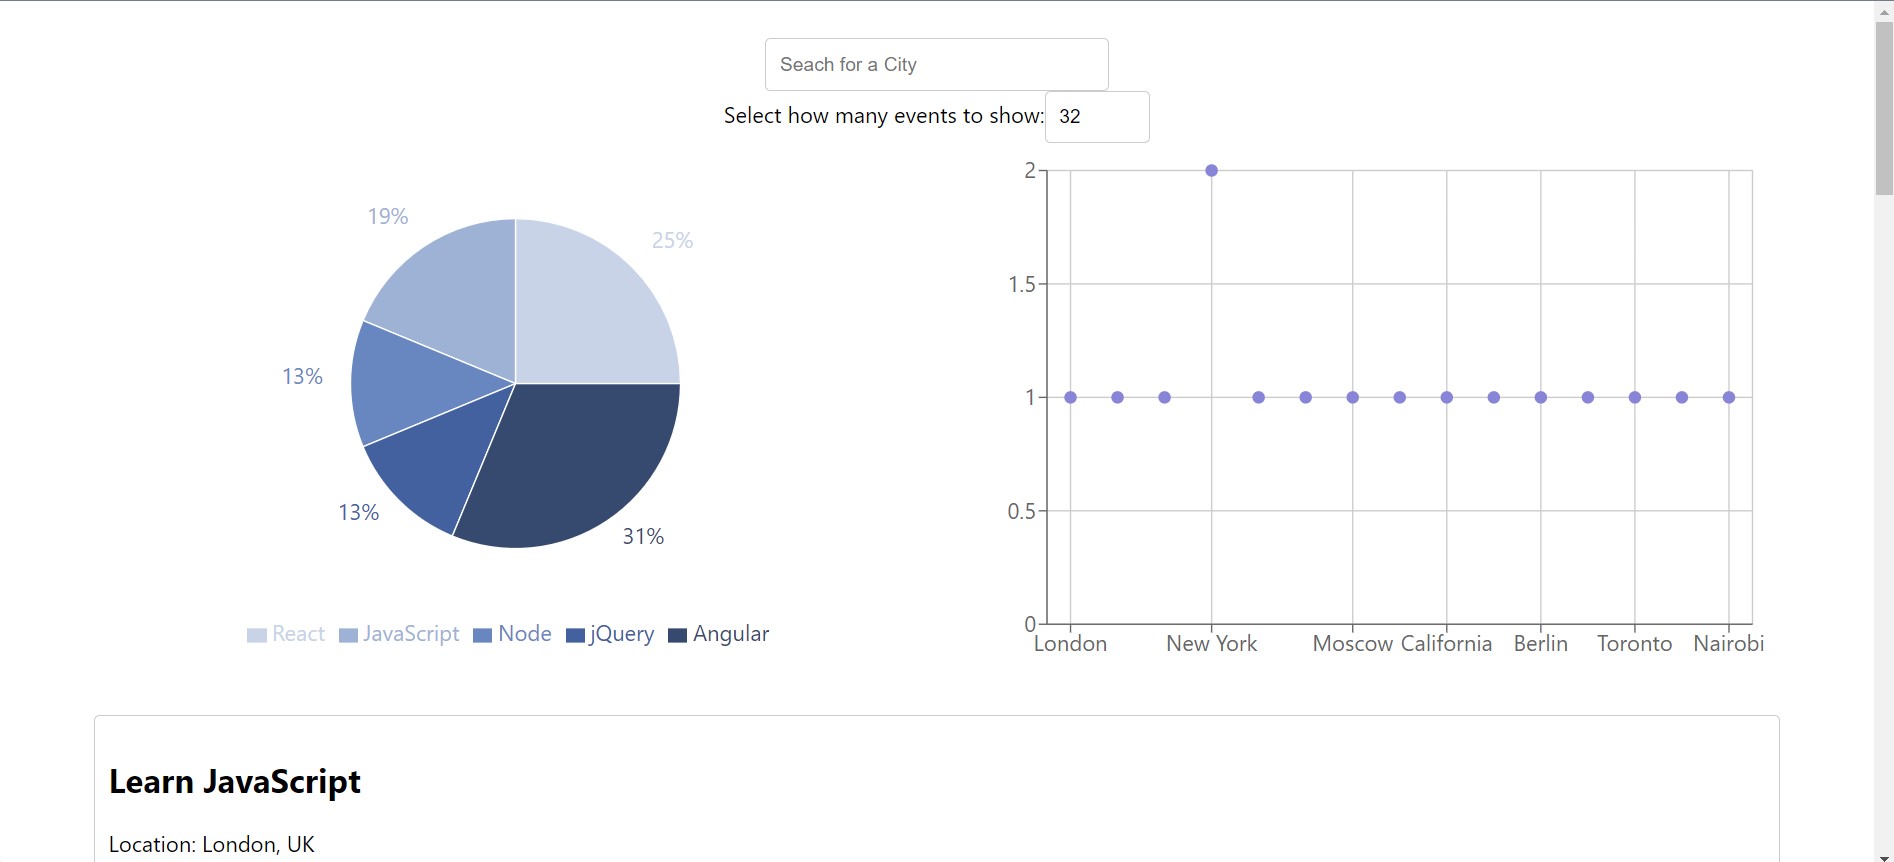 Seach for a City
Select how many events to show: 32
19%
25%
13%
13%
31%
React JavaScript Node jQuery Angular
2
1.5
1
0.5
0
London New York Moscow California Berlin Toronto Nairobi
Learn JavaScript
Location: London, UK